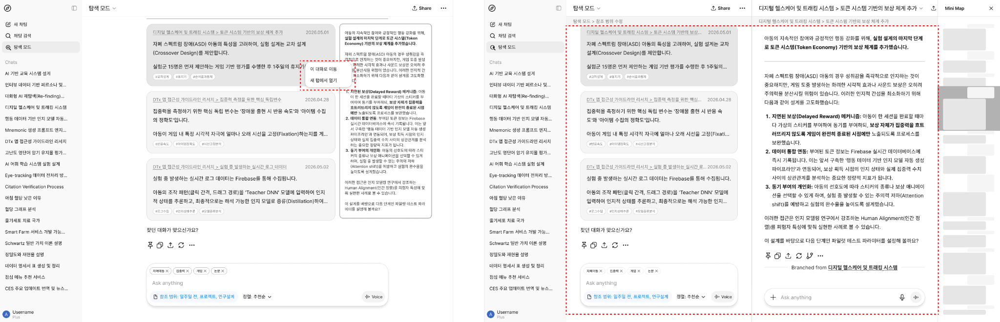 탐색 모드
Share
새 채팅
채팅 검색
탐색 모드
Chats
AI 기반 교육 시스템 설계
인터뷰 데이터 기반 페르소나 및...
대화형 AI 재탐색(Re-finding)...
디지털 헬스케어 및 트래킹 시스템
행동 데이터 기반 인지 모델 자동...
Mnemonic 생성 프롬프트 엔지...
DTx 앱 접근성 가이드라인 리서치
고난도 영단어 암기 유지율 평가...
AI 어휘 학습 시스템 실험 설계
Eye-tracking 데이터 전처리 방...
Citation Verification Process
아침 혈당 낮은 이유
혈당 그래프 분석
줄기세포 치료 국가
Smart Farm 서비스 개발 가능...
Schwartz 일반 가치 이론 설명
정밀도와 재현율 설명
데이터 명세서 표 생성 및 정리
점심 메뉴 추천 서비스
CES 주요 업데이트 번역 및 뉴스...
A
Username
Plus
디지털 헬스케어 및 트래킹 시스템 > 토큰 시스템 기반의 보상 체계 추가
2026.05.01
자폐 스펙트럼 장애(ASD) 아동의 특성을 고려하여, 실험 설계는 교차 설계
(Crossover Design)를 제안합니다.
실험군 15명은 먼저 제안하는 게임 기반 평가를 수행한 후 1주일의 휴지기
#교차설계 #휴지기 #순서효과통제
이 대화로 이동
새 탭에서 열기
DTx 앱 접근성 가이드라인 리서치 > 집중력 측정을 위한 핵심 독립변수
2026.04.28
집중력을 측정하기 위한 핵심 독립 변수는 '장애물 출현 시 반응 속도'와 '아이템 수집
의 정확도'입니다.
아동이 게임 내 특정 시각적 자극에 얼마나 오래 시선을 고정(Fixation)하는지를 계...
#반응속도 #아이템정확도 #시선고정분석
DTx 앱 접근성 가이드라인 리서치 > 실험 중 발생하는 실시간 로그 데이터
2026.05.02
실험 중 발생하는 실시간 로그 데이터는 Firebase를 통해 수집됩니다.
아동의 조작 패턴(클릭 간격, 드래그 경로)을 'Teacher DNN' 모델에 입력하여 인지
적 상태를 추론하고, 최종적으로는 해석 가능한 인지 모델로 증류(Distillation)하여...
#로그수집 #인지상태추론 #모델증류분석
찾던 대화가 맞으신가요?
자폐아동 × 집중력 × 게임 × 논문 ×
Ask anything
참조 범위: 일주일 전, 프로젝트, 연구설계
정렬: 추천순
Voice
아동의 지속적인 참여와 긍정적인 행동 강화를 위해,
실험 설계의 마지막 단계로 토큰 시스템(Token
Economy) 기반의 보상 체계를 추가했습니다.
자폐 스펙트럼 장애(ASD) 아동의 경우 성취감을 즉
각적으로 인지하는 것이 중요하지만, 게임 도중 발생
화려한 시각적 효과나 사운드 보상은 오히려 주
을 분산시킬 위험이 있습니다. 이러한 인지적 간
최소화하기 위해 다음과 같이 설계를 고도화했
1. 지연된 보상(Delayed Reward) 메커니즘: 아동
이 한 세션을 완료할 때마다 가상의 스티커를 부
여하여 동기를 부여하되, 보상 자체가 집중력을
흐트러뜨리지 않도록 게임이 완전히 종료된 시점
에만 노출되도록 프로세스를 보완했습니다.
2. 데이터 통합 연동: 부여된 토큰 정보는 Firebase
실시간 데이터베이스에 즉시 기록됩니다. 이는 앞
서 구축한 '행동 데이터 기반 인지 모델 자동 생성
파이프라인'과 연동되어, 보상 획득 시점의 인지
상태와 실제 집중력 수치 사이의 상관관계를 분석
하는 중요한 정량적 지표가 됩니다.
3. 동기 부여의 개인화: 아동의 선호도에 따라 스티
커의 종류나 보상 애니메이션을 선택할 수 있게
하여, 실험 중 발생할 수 있는 주의력 저하
(Attention shift)를 예방하고 실험의 완수율을
높이도록 설계했습니다.
이러한 접근은 인지 모델링 연구에서 강조하는
Human Alignment(인간 정렬)를 피험자 특성에 맞
춰 실현한 사례로 볼 수 있습니다.
이 설계를 바탕으로 다음 단계인 파일럿 테스트 파라
미터를 설정해 볼까요?
새 채팅
채팅 검색
탐색 모드
Chats
AI 기반 교육 시스템 설계
인터뷰 데이터 기반 페르소나 및...
대화형 AI 재탐색(Re-finding)...
디지털 헬스케어 및 트래킹 시스템
행동 데이터 기반 인지 모델 자동...
Mnemonic 생성 프롬프트 엔지...
DTx 앱 접근성 가이드라인 리서치
고난도 영단어 암기 유지율 평가...
AI 어휘 학습 시스템 실험 설계
Eye-tracking 데이터 전처리 방...
Citation Verification Process
아침 혈당 낮은 이유
혈당 그래프 분석
줄기세포 치료 국가
Smart Farm 서비스 개발 가능...
Schwartz 일반 가치 이론 설명
정밀도와 재현율 설명
데이터 명세서 표 생성 및 정리
점심 메뉴 추천 서비스
CES 주요 업데이트 번역 및 뉴스...
A
Username
Plus
탐색 모드
Share
탐색 모드 > 참조 범위 수정
디지털 헬스케어 및 트래킹 시스템 > 토큰 시스템 기반의 보상...
2026.05.01
자폐 스펙트럼 장애(ASD) 아동의 특성을 고려하여, 실험 설계는 교차
설계(Crossover Design)를 제안합니다.
실험군 15명은 먼저 제안하는 게임 기반 평가를 수행한 후 1주일의...
#교차설계 #휴지기 #순서효과통제
DTx 앱 접근성 가이드라인 리서치 > 집중력 측정을 위한 핵심...
2026.04.28
집중력을 측정하기 위한 핵심 독립 변수는 '장애물 출현 시 반응 속
도'와 '아이템 수집의 정확도'입니다.
아동이 게임 내 특정 시각적 자극에 얼마나 오래 시선을 고정(Fixati...
#반응속도 #아이템정확도 #시선고정분석
DTx 앱 접근성 가이드라인 리서치 > 실험 중 발생하는 실시간 로...
2026.05.02
실험 중 발생하는 실시간 로그 데이터는 Firebase를 통해 수집됩니다.
아동의 조작 패턴(클릭 간격, 드래그 경로)을 'Teacher DNN' 모델에
입력하여 인지적 상태를 추론하고, 최종적으로는 해석 가능한 인지...
#로그수집 #인지상태추론 #모델증류분석
찾던 대화가 맞으신가요?
자폐아동 × 집중력 × 게임 × 논문 ×
Ask anything
참조 범위: 일주일 전, 프로젝트, 연구설계
정렬: 추천순
Voice
디지털 헬스케어 및 트래킹 시스템 > 토큰 시스템 기반의 보상 체계 추가
디지털 헬스케어 및 트래킹 시스템 > 토큰 시스템 기반의 보상 체계 추가
아동의 지속적인 참여와 긍정적인 행동 강화를 위해, 실험 설계의 마지막 단계
로 토큰 시스템(Token Economy) 기반의 보상 체계를 추가했습니다.
자폐 스펙트럼 장애(ASD) 아동의 경우 성취감을 즉각적으로 인지하는 것이
중요하지만, 게임 도중 발생하는 화려한 시각적 효과나 사운드 보상은 오히려
주의력을 분산시킬 위험이 있습니다. 이러한 인지적 간섭을 최소화하기 위해
다음과 같이 설계를 고도화했습니다:
1. 지연된 보상(Delayed Reward) 메커니즘: 아동이 한 세션을 완료할 때마
다 가상의 스티커를 부여하여 동기를 부여하되, 보상 자체가 집중력을 흐트
러뜨리지 않도록 게임이 완전히 종료된 시점에만 노출되도록 프로세스를
보완했습니다.
2. 데이터 통합 연동: 부여된 토큰 정보는 Firebase 실시간 데이터베이스에
즉시 기록됩니다. 이는 앞서 구축한 '행동 데이터 기반 인지 모델 자동 생성
파이프라인'과 연동되어, 보상 획득 시점의 인지 상태와 실제 집중력 수치
사이의 상관관계를 분석하는 중요한 정량적 지표가 됩니다.
3. 동기 부여의 개인화: 아동의 선호도에 따라 스티커의 종류나 보상 애니메이
션을 선택할 수 있게 하여, 실험 중 발생할 수 있는 주의력 저하(Attention
shift)를 예방하고 실험의 완수율을 높이도록 설계했습니다.
이러한 접근은 인지 모델링 연구에서 강조하는 Human Alignment(인간 정
렬)를 피험자 특성에 맞춰 실현한 사례로 볼 수 있습니다.
이 설계를 바탕으로 다음 단계인 파일럿 테스트 파라미터를 설정해 볼까요?
Branched from 디지털 헬스케어 및 트래킹 시스템
Ask anything
Mini Map